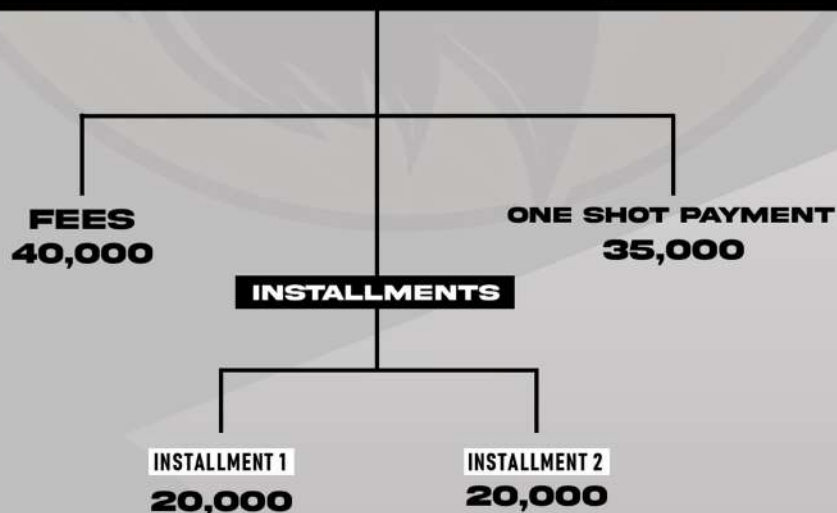 FEES
40,000
ONE SHOT PAYMENT
35,000
INSTALLMENTS
INSTALLMENT 1
20,000
INSTALLMENT 2
20,000